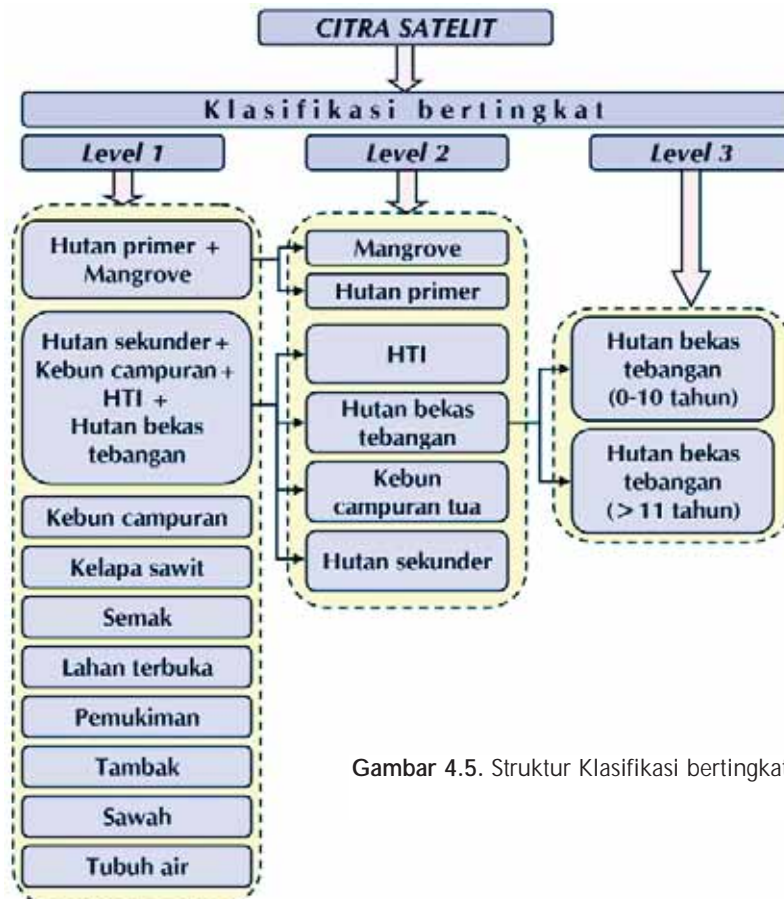 CITRA SATELIT
Klasifikasi bertingkat
Level 1
Level 2
Level 3
Hutan primer +
Mangrove
Hutan sekunder +
Kebun campuran +
HTI +
Hutan bekas
tebangan
Kebun campuran
Kelapa sawit
Semak
Lahan terbuka
Pemukiman
Tambak
Sawah
Tubuh air
Mangrove
Hutan primer
HTI
Hutan bekas
tebangan
Kebun
campuran tua
Hutan sekunder
Hutan bekas
tebangan
(0-10 tahun)
Hutan bekas
tebangan
(> 11 tahun)
Gambar 4.5. Struktur Klasifikasi bertingkat